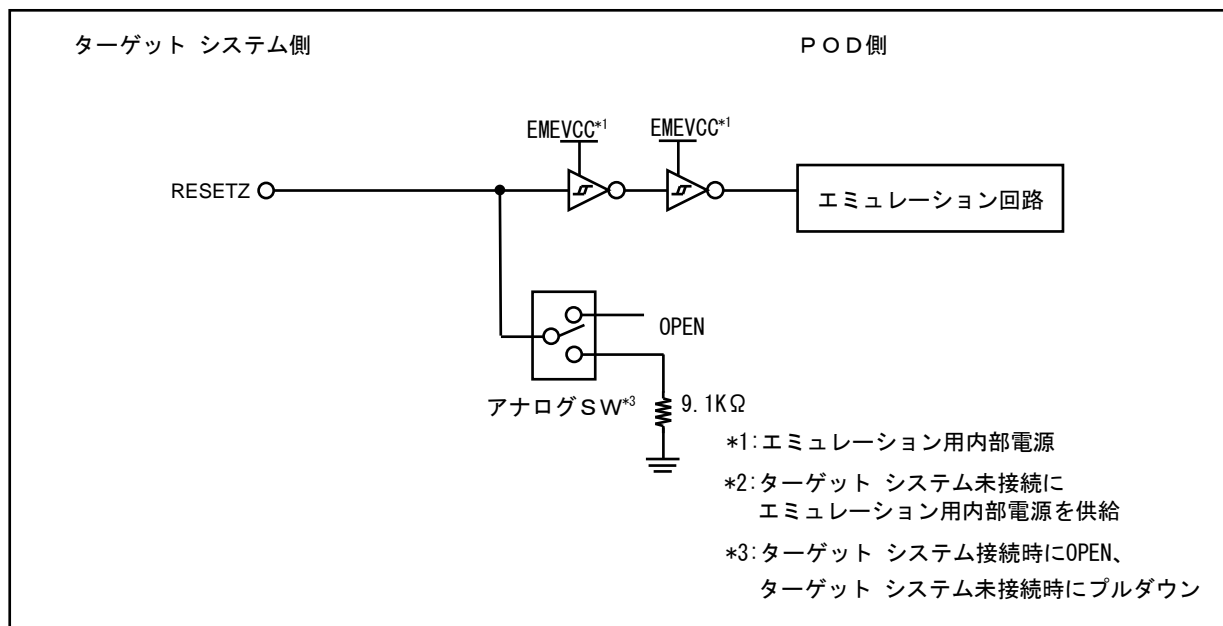 ターゲット システム側
ＰＯＤ側
EMEVCC*1
EMEVCC*1
RESETZ
エミュレーション回路
OPEN
アナログＳＷ*3
9.1KΩ
*1:エミュレーション用内部電源
*2:ターゲット システム未接続に
エミュレーション用内部電源を供給
*3:ターゲット システム接続時にOPEN、
ターゲット システム未接続時にプルダウン